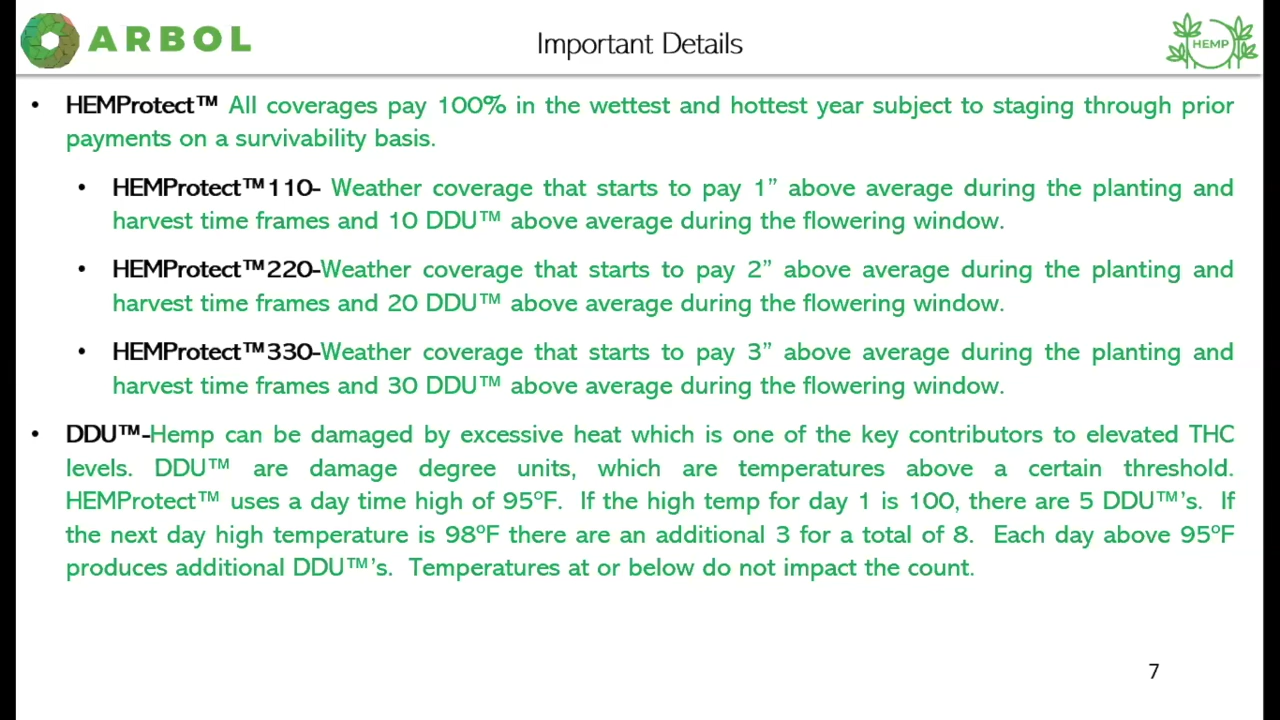 ARBOL
Important Details
HEMP
• HEMProtect™ All coverages pay 100% in the wettest and hottest year subject to staging through prior
payments on a survivability basis.
• HEMProtect™110- Weather coverage that starts to pay 1” above average during the planting and
harvest time frames and 10 DDU™ above average during the flowering window.
• HEMProtect™220-Weather coverage that starts to pay 2” above average during the planting and
harvest time frames and 20 DDU™ above average during the flowering window.
• HEMProtect™330-Weather coverage that starts to pay 3” above average during the planting and
harvest time frames and 30 DDU™ above average during the flowering window.
• DDU™-Hemp can be damaged by excessive heat which is one of the key contributors to elevated THC
levels. DDU™ are damage degree units, which are temperatures above a certain threshold.
HEMProtect™ uses a day time high of 95°F. If the high temp for day 1 is 100, there are 5 DDU™’s. If
the next day high temperature is 98°F there are an additional 3 for a total of 8. Each day above 95°F
produces additional DDU™’s. Temperatures at or below do not impact the count.
7